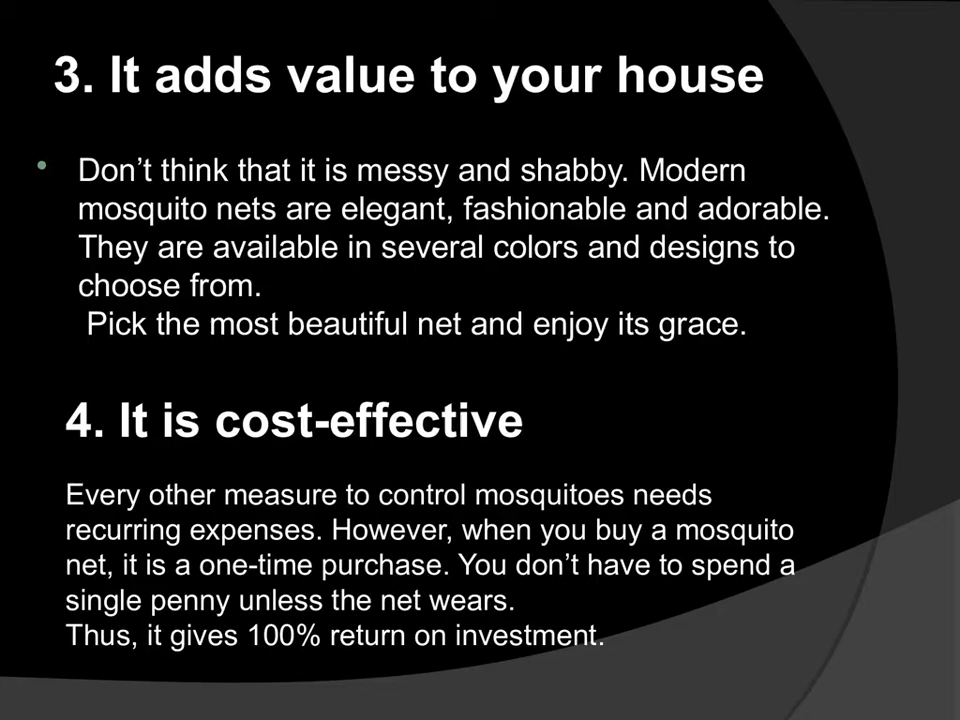 3. It adds value to your house
• Don’t think that it is messy and shabby. Modern
mosquito nets are elegant, fashionable and adorable.
They are available in several colors and designs to
choose from.
Pick the most beautiful net and enjoy its grace.
4. It is cost-effective
Every other measure to control mosquitoes needs
recurring expenses. However, when you buy a mosquito
net, it is a one-time purchase. You don’t have to spend a
single penny unless the net wears.
Thus, it gives 100% return on investment.